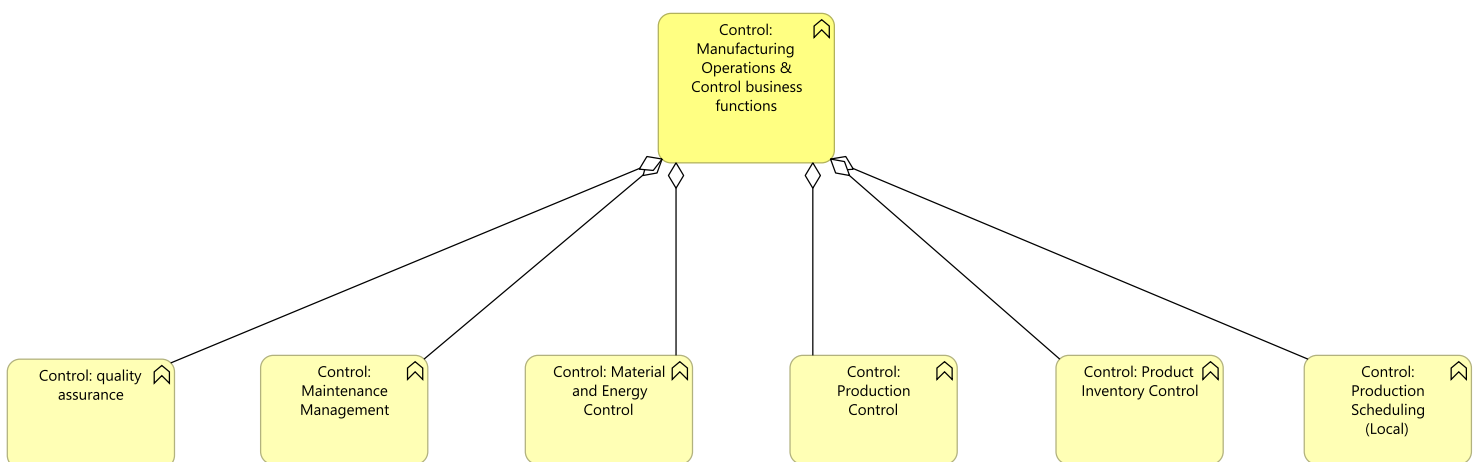 Control:
Manufacturing
Operations &
Control business
functions
Control: quality
assurance
Control:
Maintenance
Management
Control: Material
and Energy
Control
Control:
Production
Control
Control: Product
Inventory Control
Control:
Production
Scheduling
(Local)